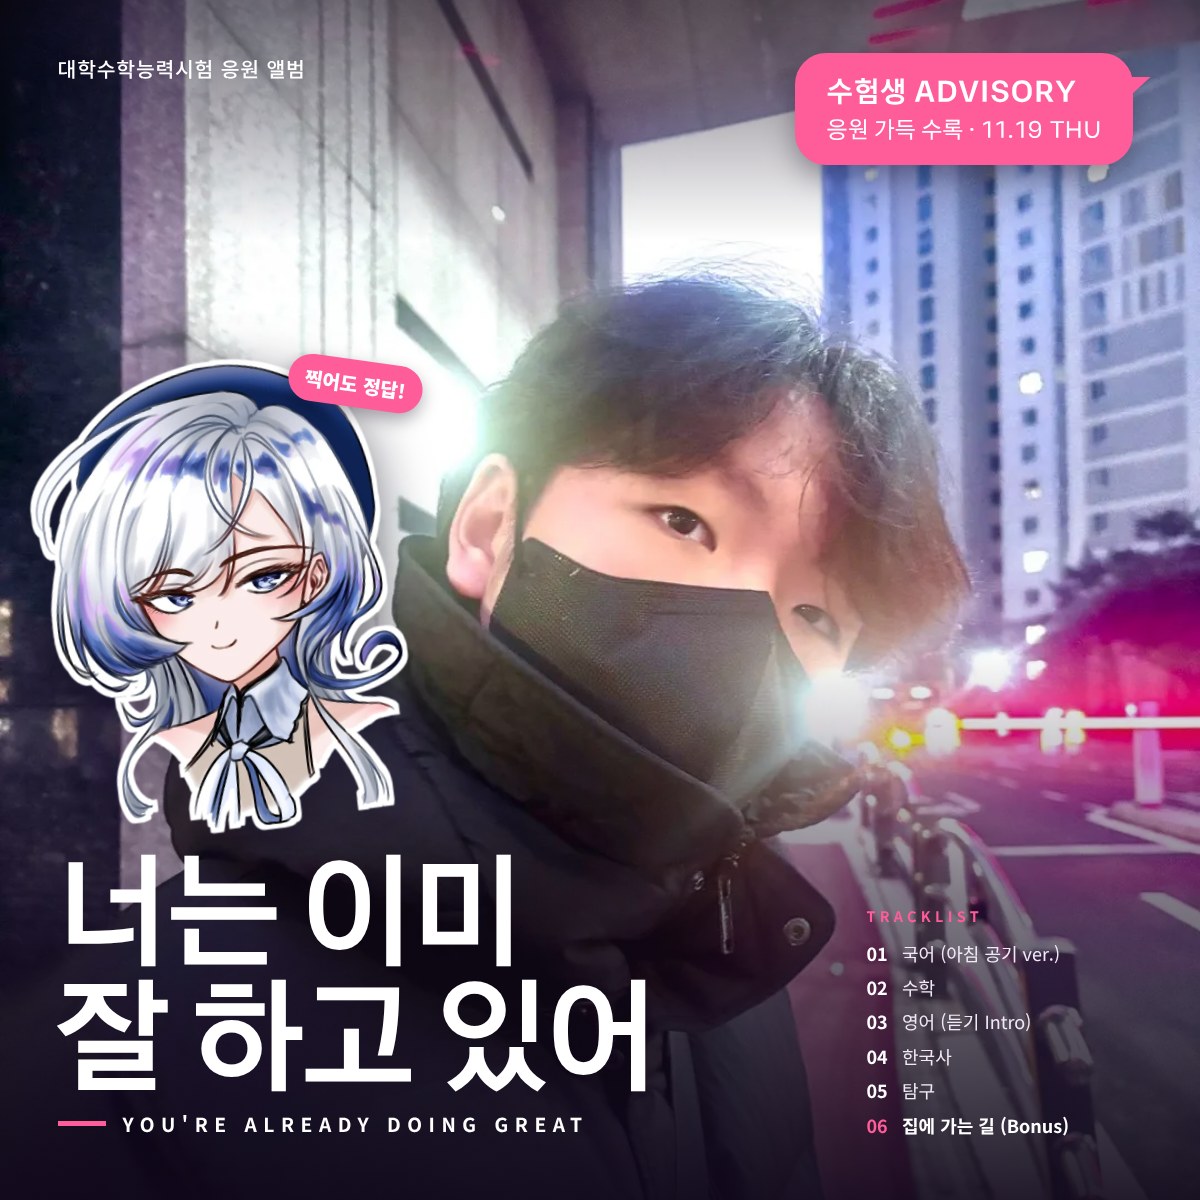 대학수학능력시험 응원 앨범
수험생 ADVISORY
응원 가득 수록 · 11.19 THU
찍어도 정답!
너는 이미
잘 하고 있어
YOU'RE ALREADY DOING GREAT
TRACKLIST
01 국어 (아침 공기 ver.)
02 수학
03 영어 (듣기 Intro)
04 한국사
05 탐구
06 집에 가는 길 (Bonus)